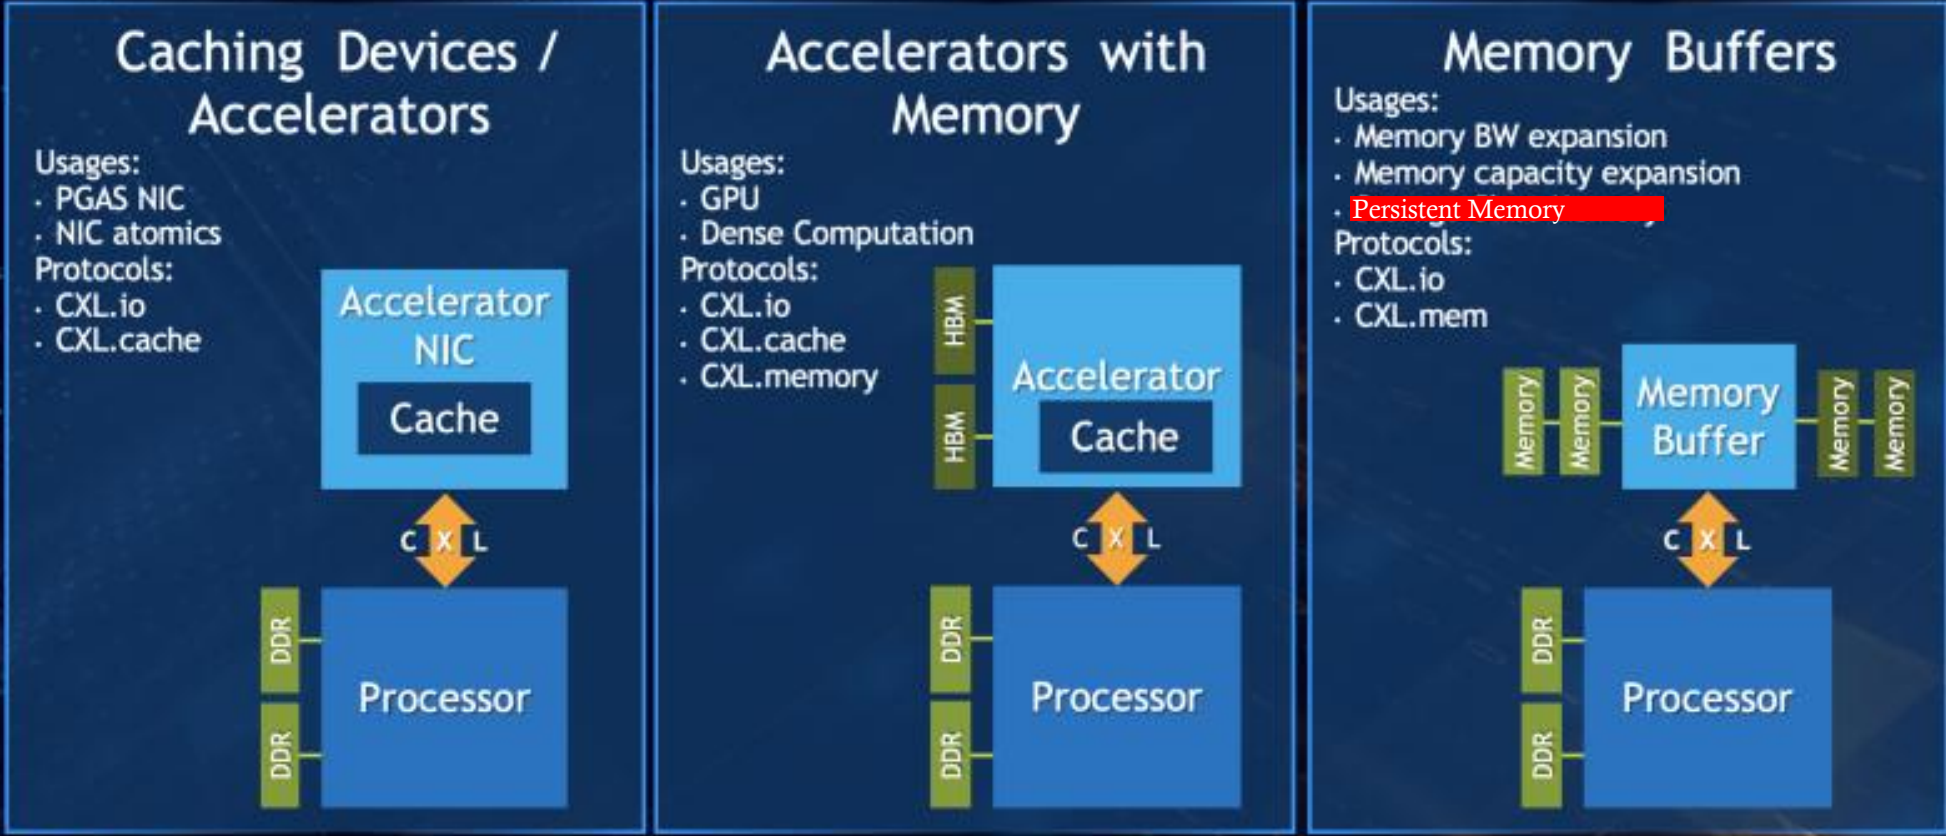 Caching Devices /
Accelerators
Usages:
· PGAS NIC
· NIC atomics
Protocols:
· CXL.io
· CXL.cache
Accelerator
NIC
Cache
C X L
DDR
DDR
Processor
Accelerators with
Memory
Usages:
· GPU
· Dense Computation
Protocols:
· CXL.io
· CXL.cache
· CXL.memory
HBM
HBM
Accelerator
Cache
C X L
DDR
DDR
Processor
Memory Buffers
Usages:
· Memory BW expansion
· Memory capacity expansion
· Persistent Memory
Protocols:
· CXL.io
· CXL.mem
Memory
Memory
Memory
Buffer
Memory
Memory
C X L
DDR
DDR
Processor